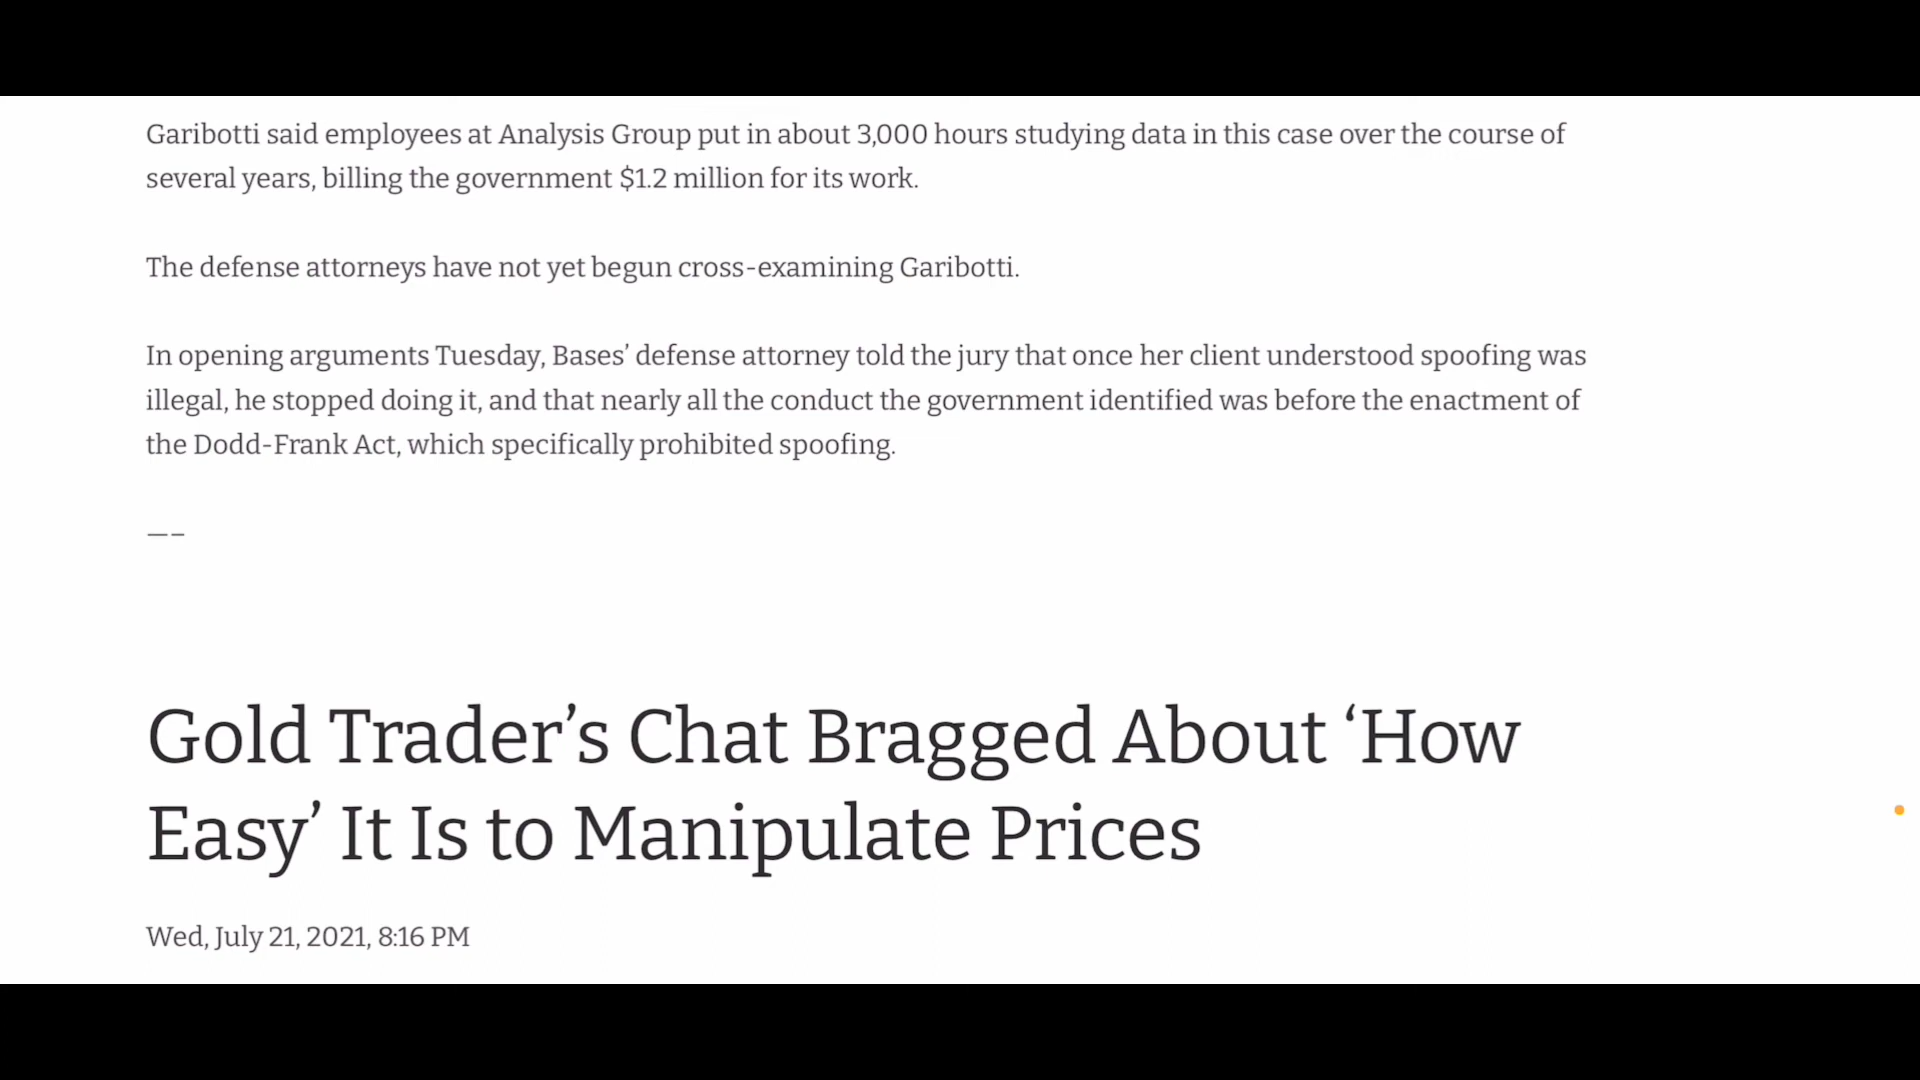 Garibotti said employees at Analysis Group put in about 3,000 hours studying data in this case over the course of
several years, billing the government $1.2 million for its work.
The defense attorneys have not yet begun cross-examining Garibotti.
In opening arguments Tuesday, Bases’ defense attorney told the jury that once her client understood spoofing was
illegal, he stopped doing it, and that nearly all the conduct the government identified was before the enactment of
the Dodd-Frank Act, which specifically prohibited spoofing.
—–
Gold Trader’s Chat Bragged About ‘How
Easy’ It Is to Manipulate Prices
Wed, July 21, 2021, 8:16 PM